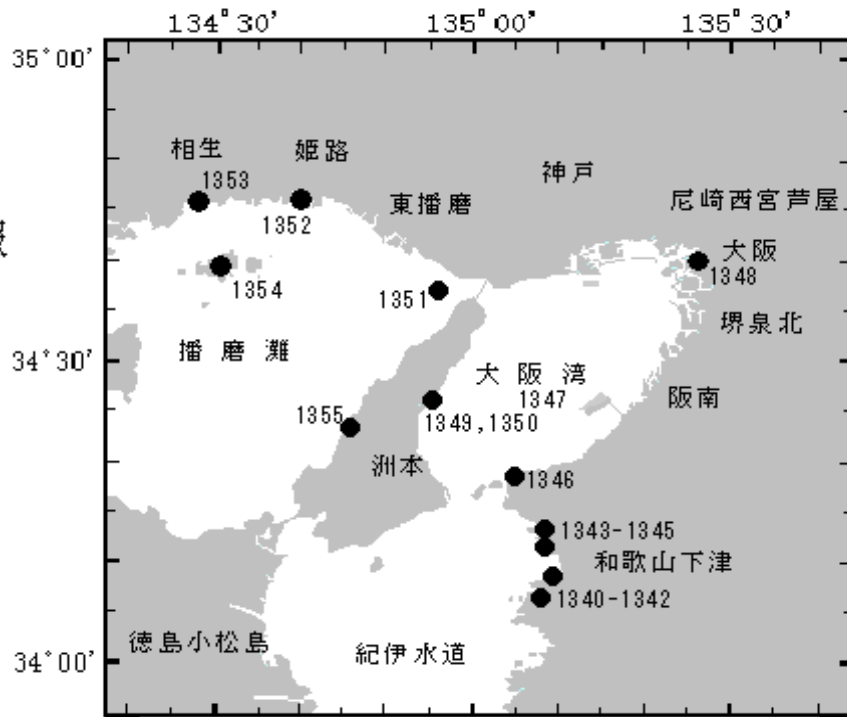 134°30' 135°00' 135°30'
35°00'
相生 姫路 神戸
1353
1352 東播磨 尼崎西宮芦屋
大阪
1354 1351 1348
堺泉北
播磨灘 34°30' 大阪湾
1347 阪南
1355 1349,1350
洲本 1346
1343-1345
和歌山下津
1340-1342
徳島小松島 紀伊水道
34°00'